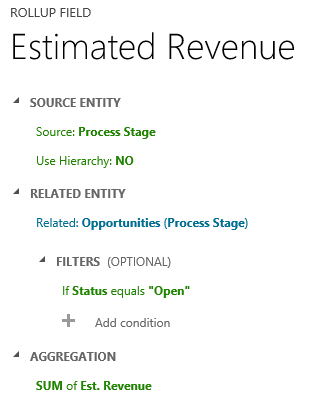 ROLLUP FIELD
Estimated Revenue
SOURCE ENTITY
Source: Process Stage
Use Hierarchy: NO
RELATED ENTITY
Related: Opportunities (Process Stage)
FILTERS (OPTIONAL)
If Status equals "Open"
Add condition
AGGREGATION
SUM of Est. Revenue